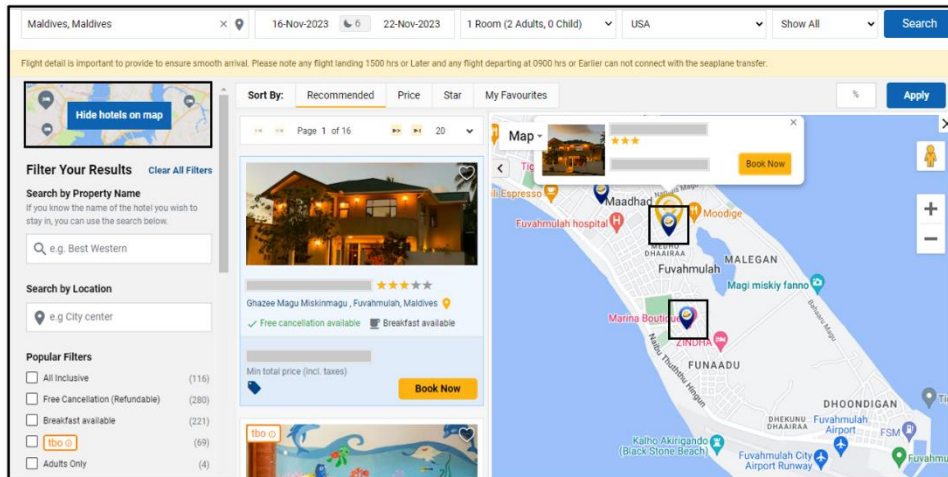 Maldives, Maldives
16-Nov-2023 6 22-Nov-2023
1 Room (2 Adults, 0 Child)
USA
Show All
Search
Flight detail is important to provide to ensure smooth arrival. Please note any flight landing 1500 hrs or Later and any flight departing at 0900 hrs or Earlier can not connect with the seaplane transfer.
Hide hotels on map
Sort By: Recommended Price Star My Favourites
%
Apply
Page 1 of 16
20
Filter Your Results
Clear All Filters
Search by Property Name
If you know the name of the hotel you wish to
stay in, you can use the search below.
e.g. Best Western
Search by Location
e.g City center
Popular Filters
All Inclusive (116)
Free Cancellation (Refundable) (280)
Breakfast available (221)
tbo (69)
Adults Only (4)
Ghazee Magu Miskinmagu , Fuvahmulah, Maldives
Free cancellation available
Breakfast available
Min total price (Incl. taxes)
Book Now
tbo
Map
Book Now
Espresso
Maadhad
Moodige
Fuvahmulah hospital
MEDHU
DHAAIRAA
MALEGAN
Fuvahmulah
Magi miskiy fanno
Marina Boutique
ZINDHA
FUNAADU
Naibu Thuththu Hingun
DHOONDIGAN
DHEKUNU
DHAAIRAA
Fuvahmulah
Airport
FSM
Kalho Akirigando
(Black Stone Beach)
Fuvahmulah City
Airport Runway